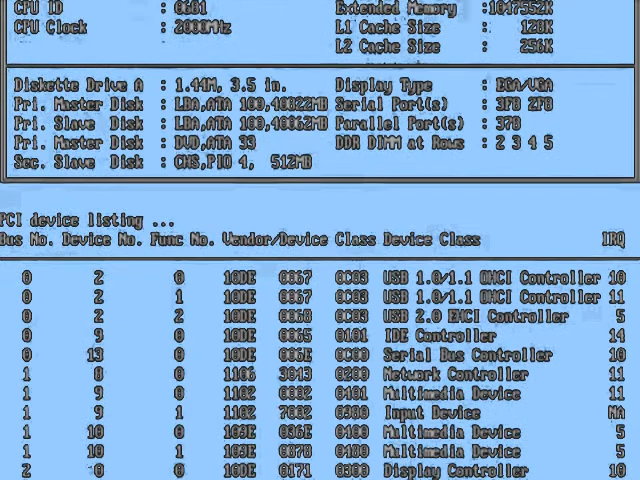 CPU ID : 0681 Extended Memory : 1047552K
CPU Clock : 2000MHz L1 Cache Size : 128K
L2 Cache Size : 256K
Diskette Drive A : 1.44M, 3.5 in. Display Type : EGA/VGA
Pri. Master Disk : LBA,ATA 100, Serial Port(s) : 3F8 2F8
Pri. Slave Disk : LBA,ATA 100, Parallel Port(s) : 378
Pri. Master Disk : DVD,ATA 33 DDR DIMM at Rows : 2 3 4 5
Sec. Slave Disk : CHS,PIO 4, 512MB
PCI device listing ...
Bus No. Device No. Func No. Vendor/Device Class Device Class IRQ
0 2 0 10DE 0067 0C03 USB 1.0/1.1 OHCI Controller 10
0 2 1 10DE 0067 0C03 USB 1.0/1.1 OHCI Controller 11
0 2 2 10DE 0068 0C03 USB 2.0 EHCI Controller 5
0 9 0 10DE 0065 0101 IDE Controller 14
0 13 0 10DE 006E 0C00 Serial Bus Controller 10
1 8 0 1106 3043 0200 Network Controller 11
1 9 0 1102 0002 0401 Multimedia Device 11
1 9 1 1102 7002 0980 Input Device NA
1 10 0 109E 036E 0400 Multimedia Device 5
1 10 1 109E 0878 0480 Multimedia Device 5
2 0 0 10DE 0171 0300 Display Controller 10